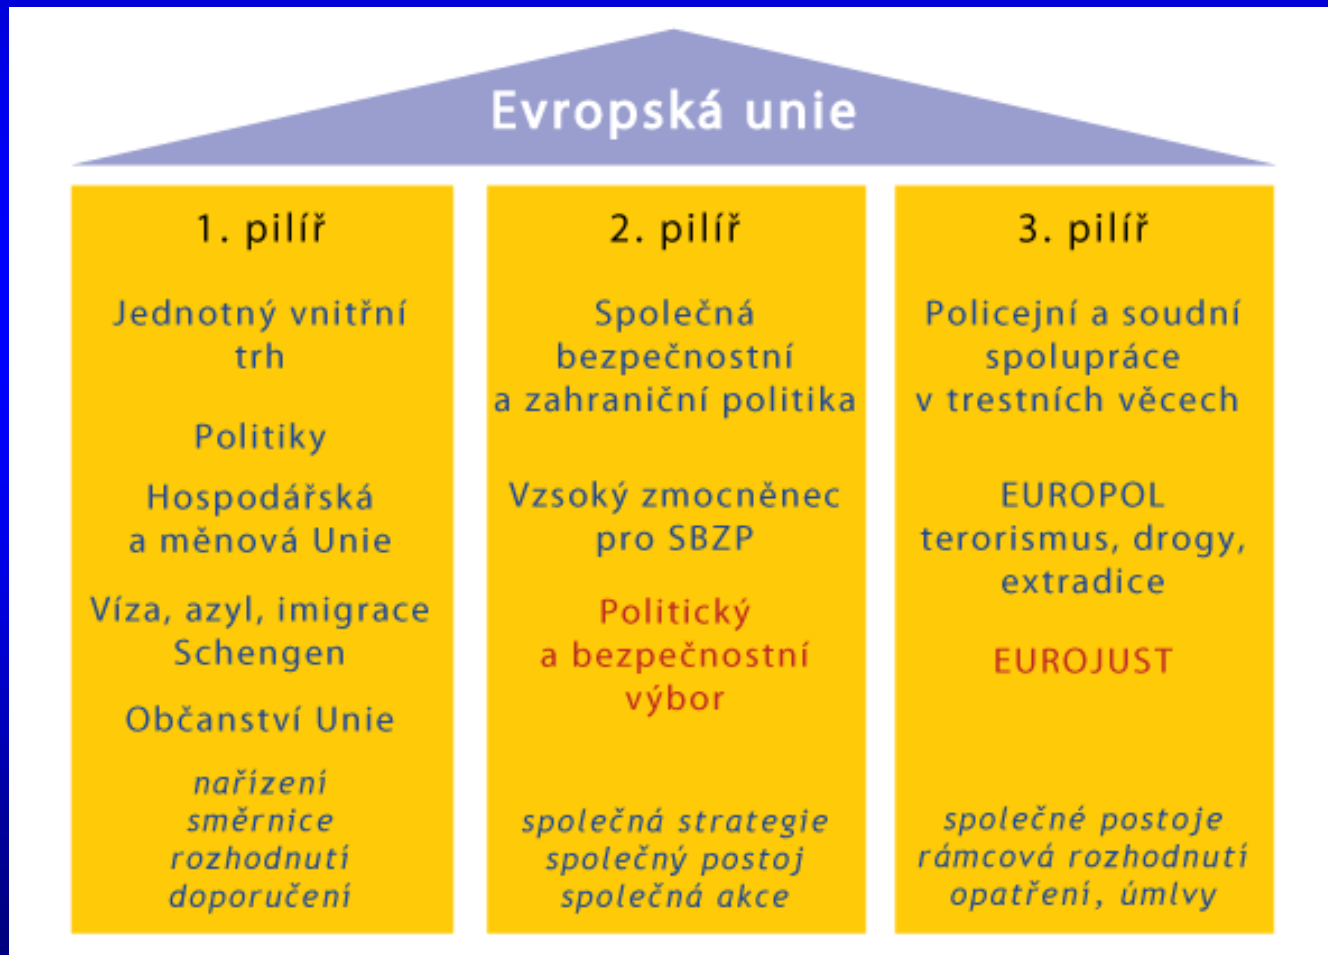 Evropská unie
1. pilíř
Jednotný vnitřní
trh
Politiky
Hospodářská
a měnová Unie
Víza, azyl, imigrace
Schengen
Občanství Unie
nařízení
směrnice
rozhodnutí
doporučení
2. pilíř
Společná
bezpečnostní
a zahraniční politika
Vzsoký zmocněnec
pro SBZP
Politický
a bezpečnostní
výbor
společná strategie
společný postoj
společná akce
3. pilíř
Policejní a soudní
spolupráce
v trestních věcech
EUROPOL
terorismus, drogy,
extradice
EUROJUST
společné postoje
rámcová rozhodnutí
opatření, úmlvy